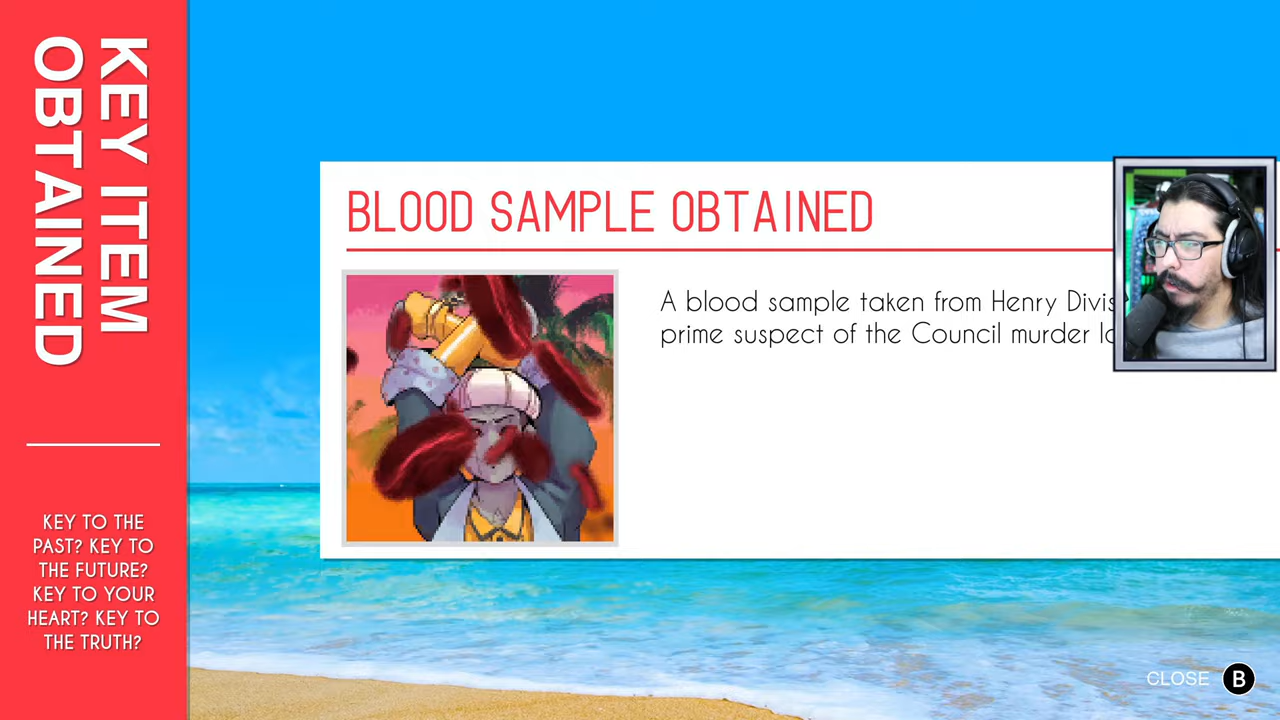 KEY ITEM
OBTAINED
KEY TO THE
PAST? KEY TO
THE FUTURE?
KEY TO YOUR
HEART? KEY TO
THE TRUTH?
BLOOD SAMPLE OBTAINED
A blood sample taken from Henry
prime suspect of the Council murder
CLOSE B